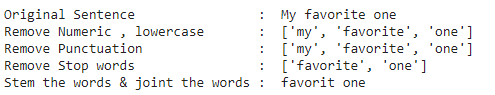 Original Sentence : My favorite one
Remove Numeric , lowercase : ['my', 'favorite', 'one']
Remove Punctuation : ['my', 'favorite', 'one']
Remove Stop words : ['favorite', 'one']
Stem the words & joint the words : favorit one